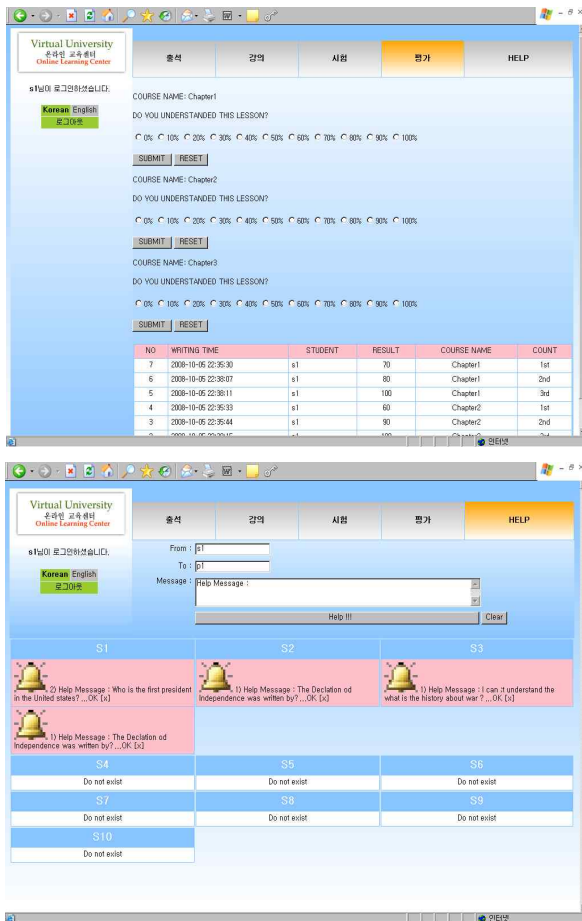 Virtual University
온라인 교육센터
Online Learning Center
출석 강의 시험 평가 HELP
s1님이 로그인하셨습니다.
Korean English
로그아웃
COURSE NAME: Chapter1
DO YOU UNDERSTANDED THIS LESSON?
0% 10% 20% 30% 40% 50% 60% 70% 80% 90% 100%
SUBMIT RESET
COURSE NAME: Chapter2
DO YOU UNDERSTANDED THIS LESSON?
0% 10% 20% 30% 40% 50% 60% 70% 80% 90% 100%
SUBMIT RESET
COURSE NAME: Chapter3
DO YOU UNDERSTANDED THIS LESSON?
0% 10% 20% 30% 40% 50% 60% 70% 80% 90% 100%
SUBMIT RESET
NO WRITING TIME STUDENT RESULT COURSE NAME COUNT
7 2008-10-05 22:35:30 s1 70 Chapter1 1st
6 2008-10-05 22:38:07 s1 80 Chapter1 2nd
5 2008-10-05 22:38:11 s1 100 Chapter1 3rd
4 2008-10-05 22:35:33 s1 60 Chapter2 1st
3 2008-10-05 22:35:44 s1 90 Chapter2 2nd
인터넷
Virtual University
온라인 교육센터
Online Learning Center
출석 강의 시험 평가 HELP
s1님이 로그인하셨습니다.
Korean English
로그아웃
From : s1
To : p1
Message : Help Message :
Help !!! Clear
S1 S2 S3
2) Help Message : Who is the first president
in the United states? ,,,OK [x]
1) Help Message : The Decllation od
Independence was written by?,,,OK [x]
1) Help Message : I can ;t understand the
what is the history about war ? ,,,OK [x]
1) Help Message : The Decllation od
Independence was written by?,,,OK [x]
S4 S5 S6
Do not exist Do not exist Do not exist
S7 S8 S9
Do not exist Do not exist Do not exist
S10
Do not exist
인터넷